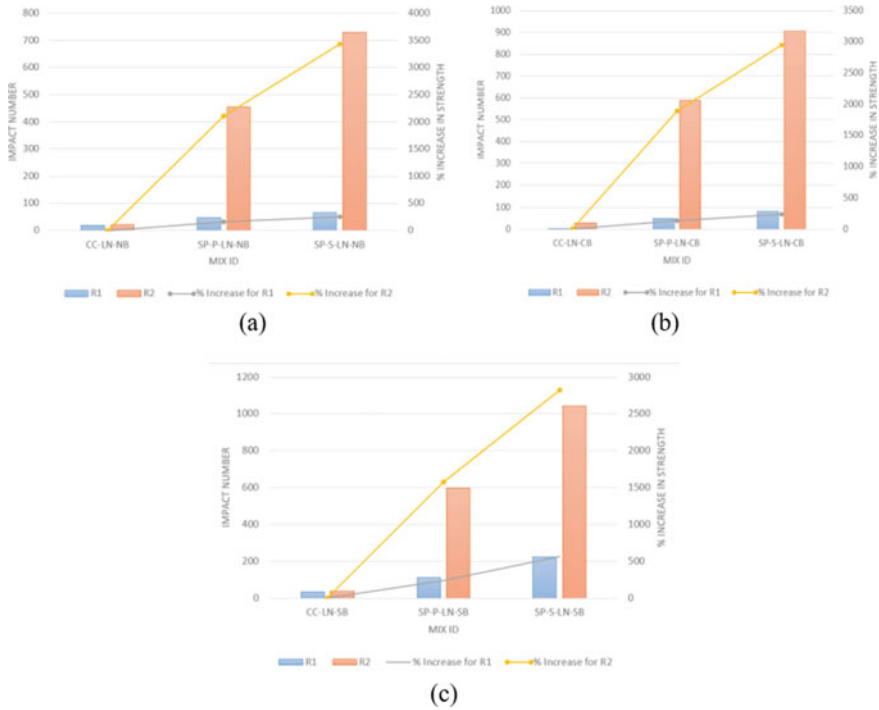 800
700
600
500
400
300
200
100
0
IMPACT NUMBER
4000
3500
3000
2500
2000
1500
1000
500
0
% INCREASE IN STRENGTH
CC-LN-NB SP-P-LN-NB SP-S-LN-NB
MIX ID
R1 R2 % Increase for R1 % Increase for R2
(a)
1000
900
800
700
600
500
400
300
200
100
0
IMPACT NUMBER
3500
3000
2500
2000
1500
1000
500
0
% INCREASE IN STRENGTH
CC-LN-CB SP-P-LN-CB SP-S-LN-CB
MIX ID
R1 R2 % Increase for R1 % Increase for R2
(b)
1200
1000
800
600
400
200
0
IMPACT NUMBER
3000
2500
2000
1500
1000
500
0
% INCREASE IN STRENGTH
CC-LN-SB SP-P-LN-SB SP-S-LN-SB
MIX ID
R1 R2 % Increase for R1 % Increase for R2
(c)